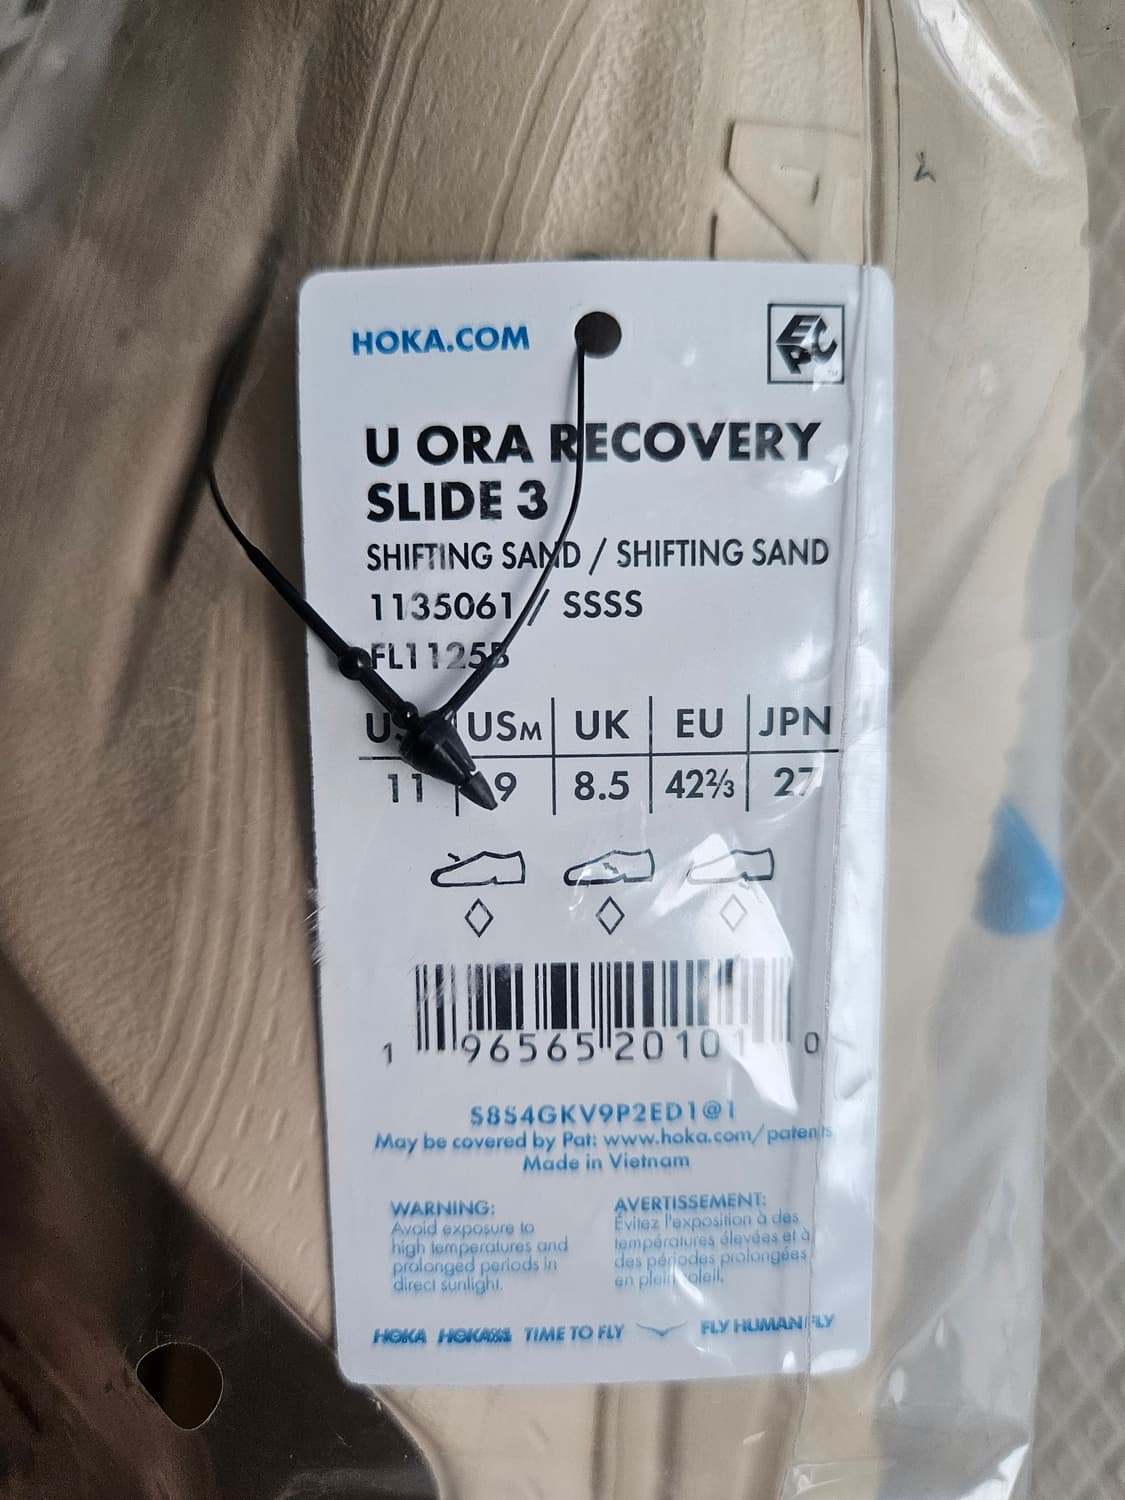 HOKA.COM
EPC
U ORA RECOVERY
SLIDE 3
SHIFTING SAND / SHIFTING SAND
1135061 / SSSS
FL1125B
USM UK EU JPN
11 9 8.5 42⅔ 27
1 96565 20101 0
S8S4GKV9P2ED1@1
May be covered by Pat: www.hoka.com/patents
Made in Vietnam
WARNING:
Avoid exposure to
high temperatures and
prolonged periods in
direct sunlight.
AVERTISSEMENT:
Évitez l'exposition à des
températures élevées et à
des périodes prolongées
en plein soleil.
HOKA HOKA TIME TO FLY FLY HUMAN FLY